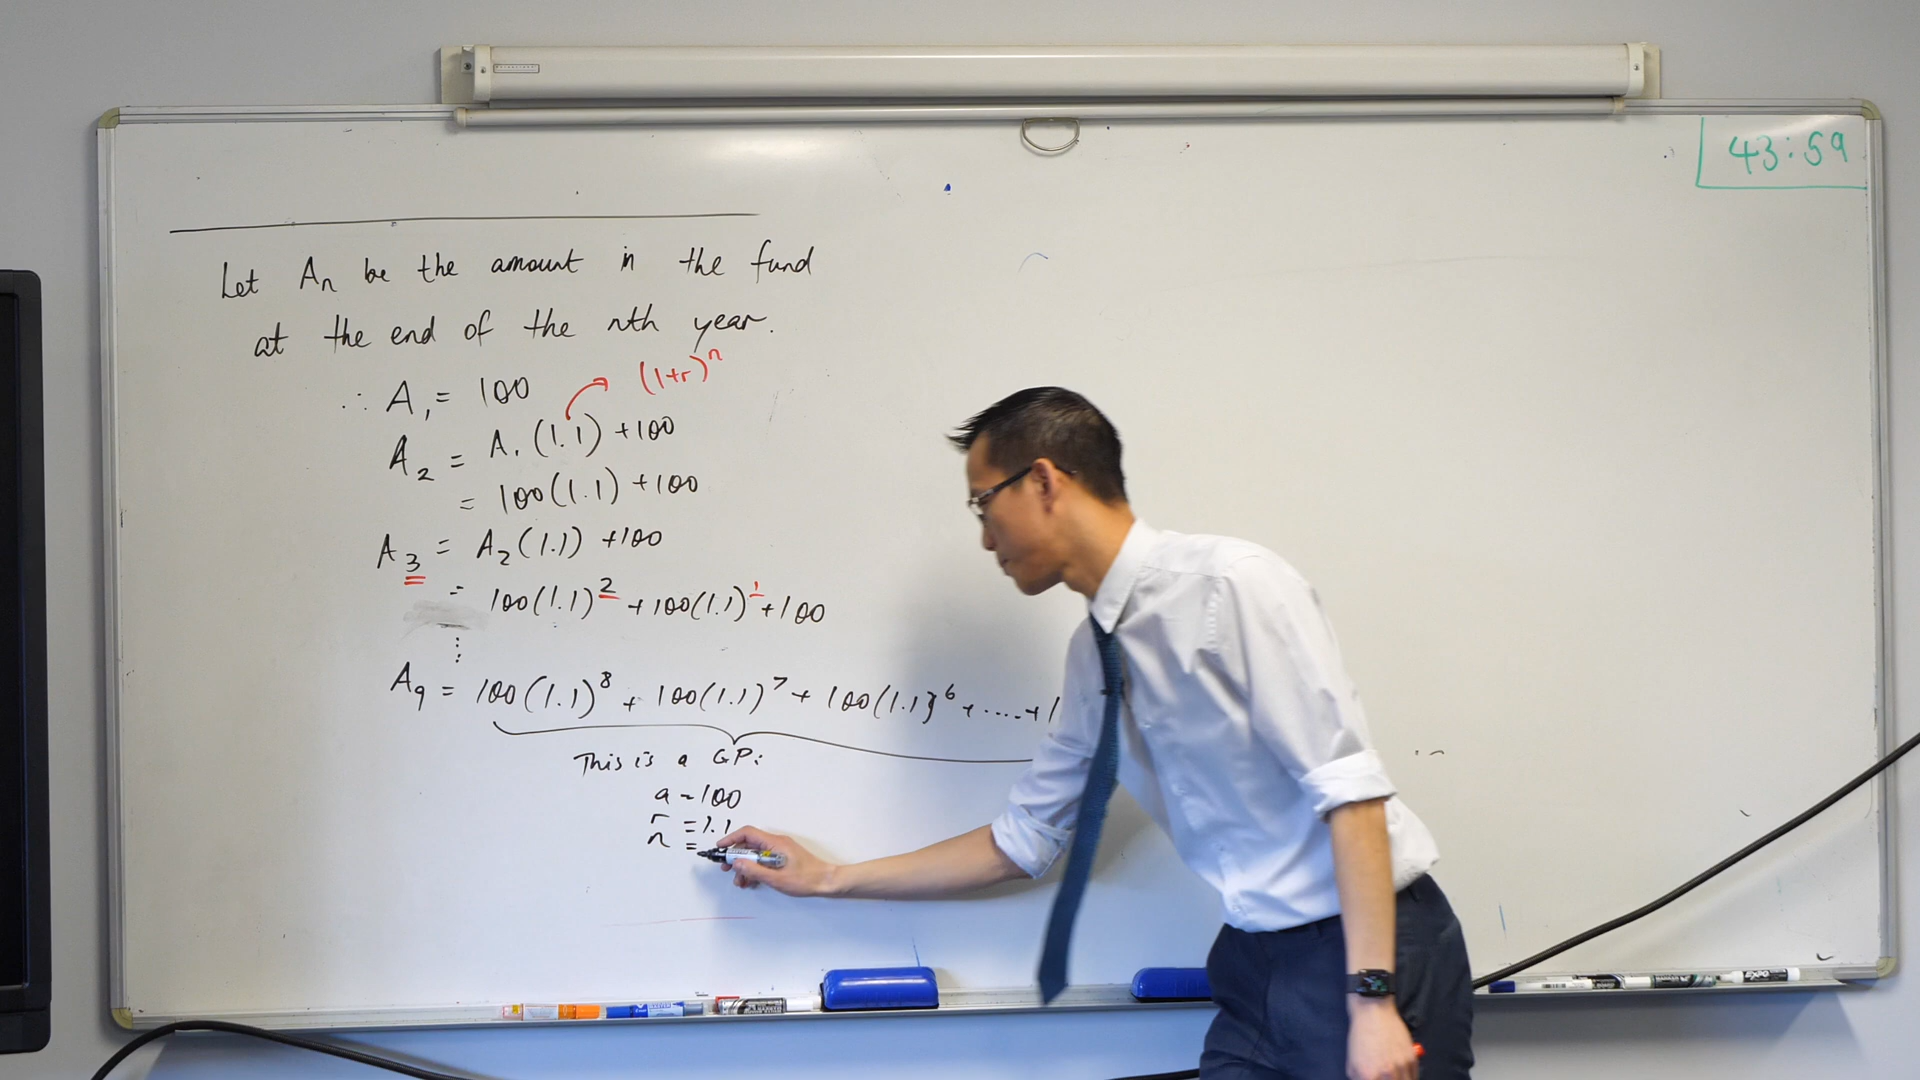 43:59
Let An be the amount in the fund
at the end of the nth year.
(1+r)ⁿ
∴ A₁ = 100
A₂ = A₁ (1.1) +100
= 100(1.1) +100
A₃ = A₂(1.1) +100
= 100(1.1)² +100(1.1)¹ +100
⋮
A₉ = 100(1.1)⁸ + 100(1.1)⁷ + 100(1.1)⁶ + .... + 1
This is a GP:
a = 100
r = 1.1
n =
EXPO